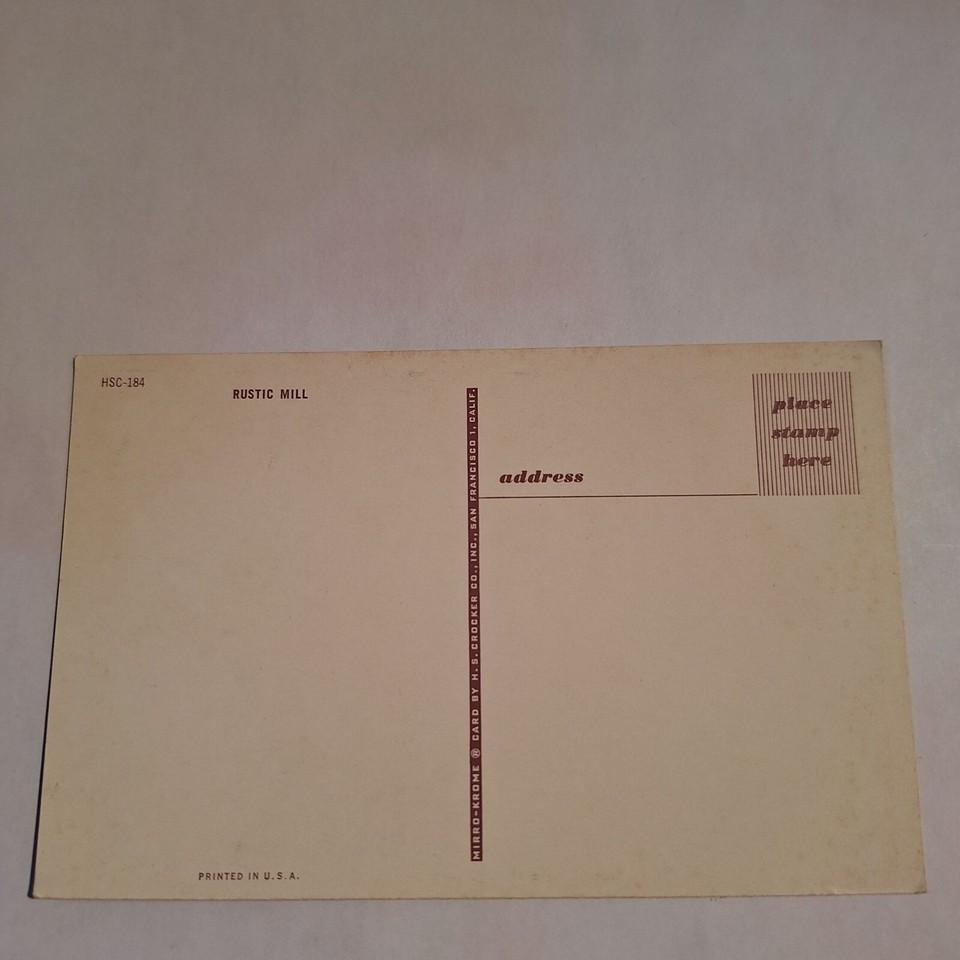 HSC-184
RUSTIC MILL
MIRRO-KROME ® CARD BY H. S. CROCKER CO., INC., SAN FRANCISCO 1, CALIF.
place
stamp
here
address
PRINTED IN U. S. A.